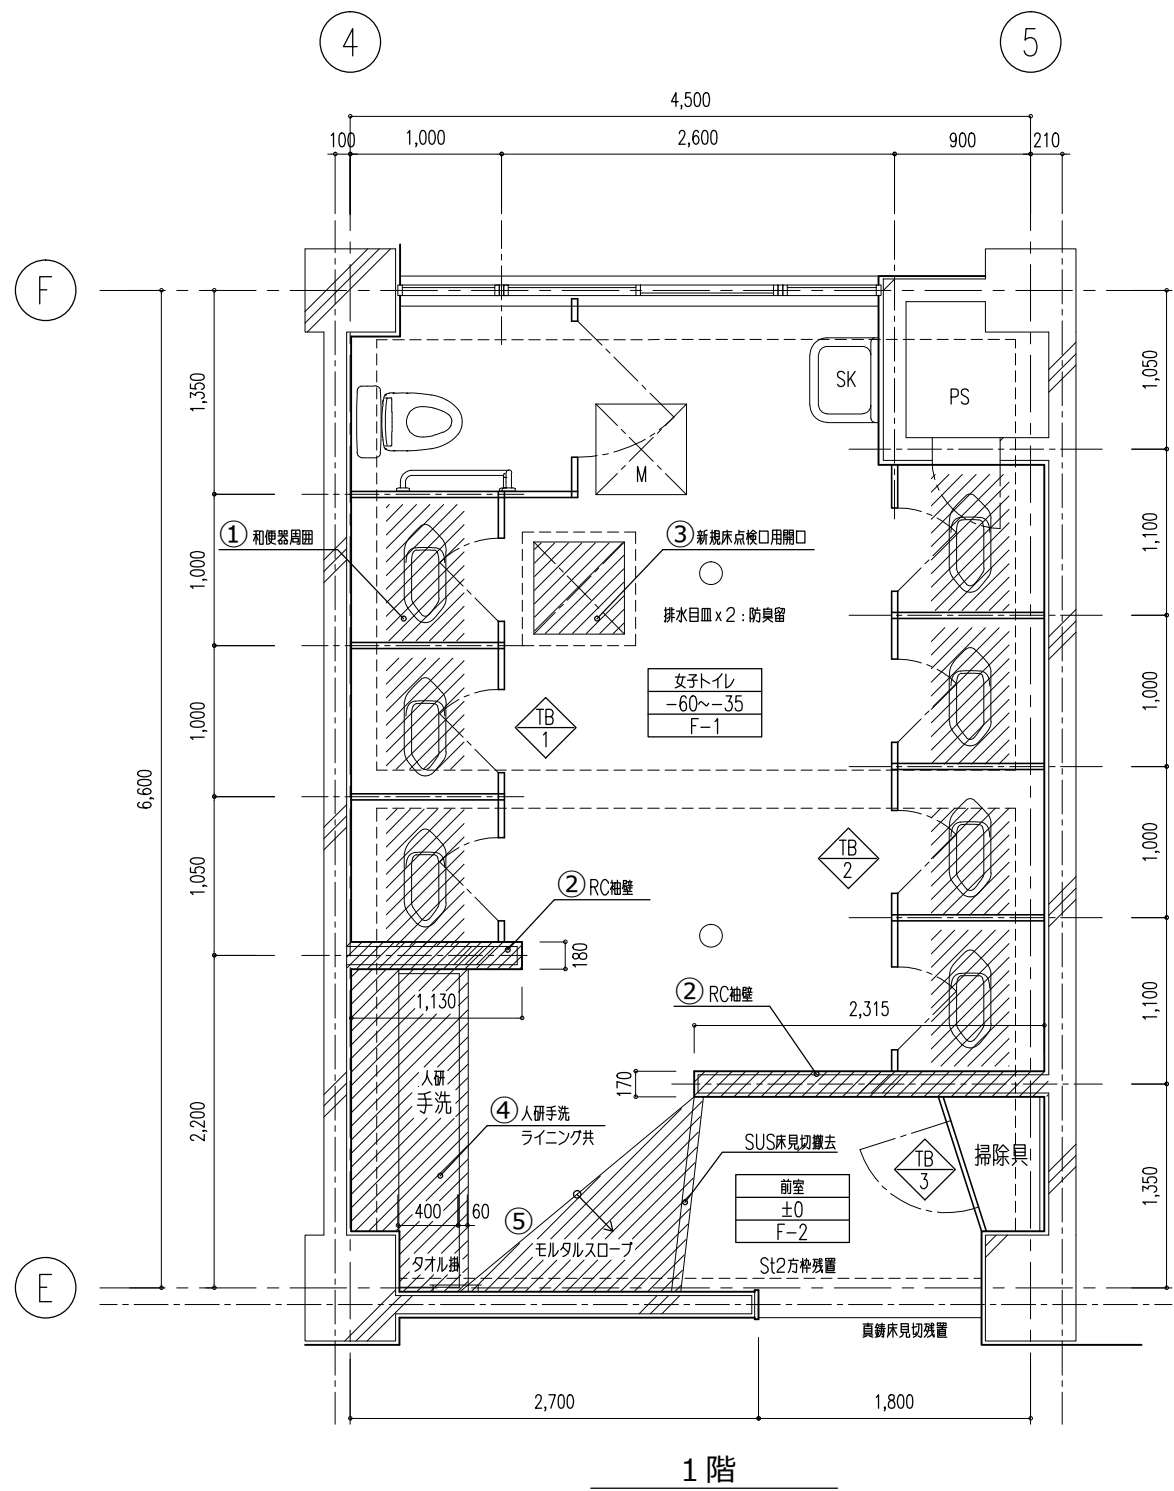 4
5
4,500
100
1,000
2,600
900
210
F
SK
PS
1,350
1,050
M
① 和便器周囲
③ 新規床点検口用開口
1,000
1,100
排水目皿x2:防臭留
女子トイレ
-60~-35
F-1
TB
1
1,000
1,000
6,600
TB
2
1,050
1,000
② RC袖壁
180
② RC袖壁
1,130
2,315
1,100
170
人研
手洗
④ 人研手洗
ライニング共
2,200
SUS床見切撤去
TB
3
掃除具
前室
±0
F-2
1,350
400
60
⑤
モルタルスロープ
タオル掛
St2方枠残置
E
真鍮床見切残置
2,700
1,800
1階